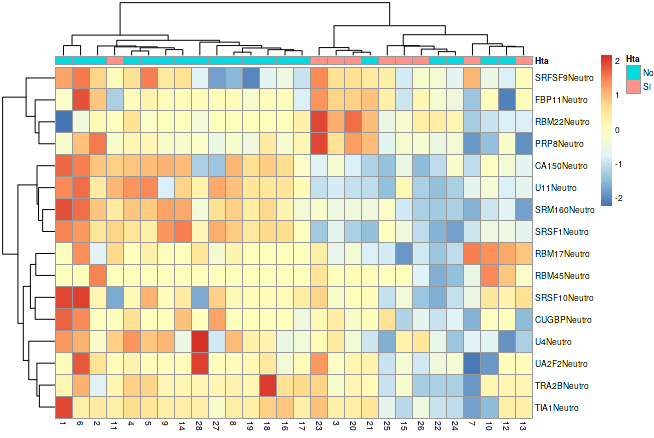 Hta
SRFSF9Neutro
FBP11Neutro
RBM22Neutro
PRP8Neutro
CA150Neutro
U11Neutro
SRM160Neutro
SRSF1Neutro
RBM17Neutro
RBM45Neutro
SRSF10Neutro
CUGBPNeutro
U4Neutro
UA2F2Neutro
TRA2BNeutro
TIA1Neutro
1 6 2 11 4 5 9 14 28 27 8 19 18 16 17 23 3 20 21 25 15 26 22 24 7 10 12 13
2
1
0
-1
-2
Hta
No
SI